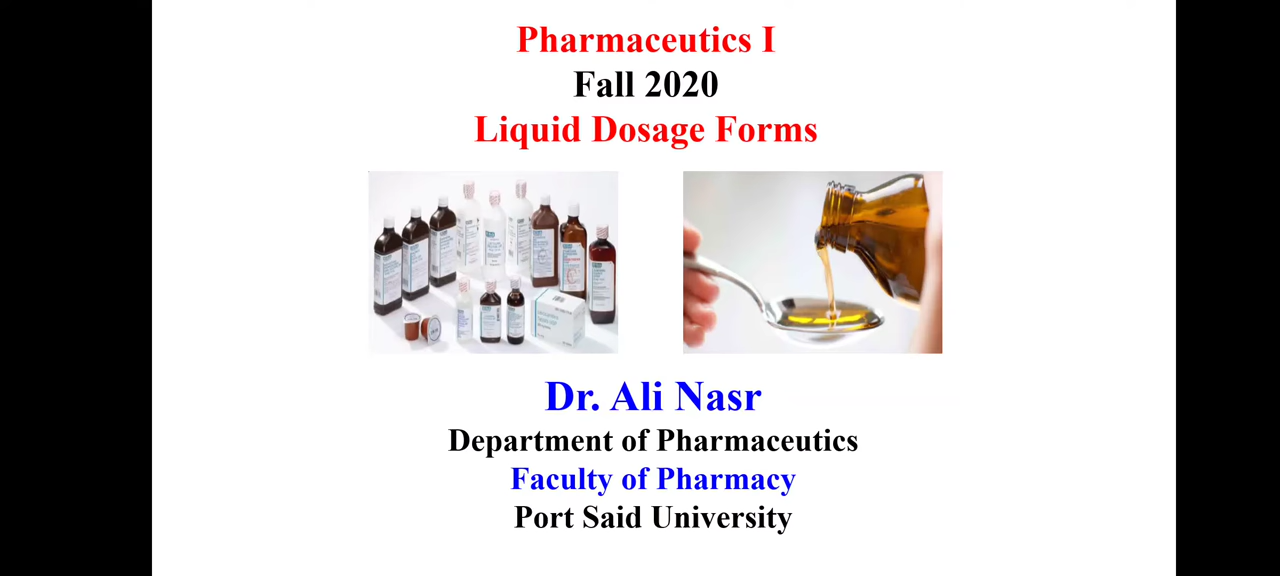 Pharmaceutics I
Fall 2020
Liquid Dosage Forms
Dr. Ali Nasr
Department of Pharmaceutics
Faculty of Pharmacy
Port Said University